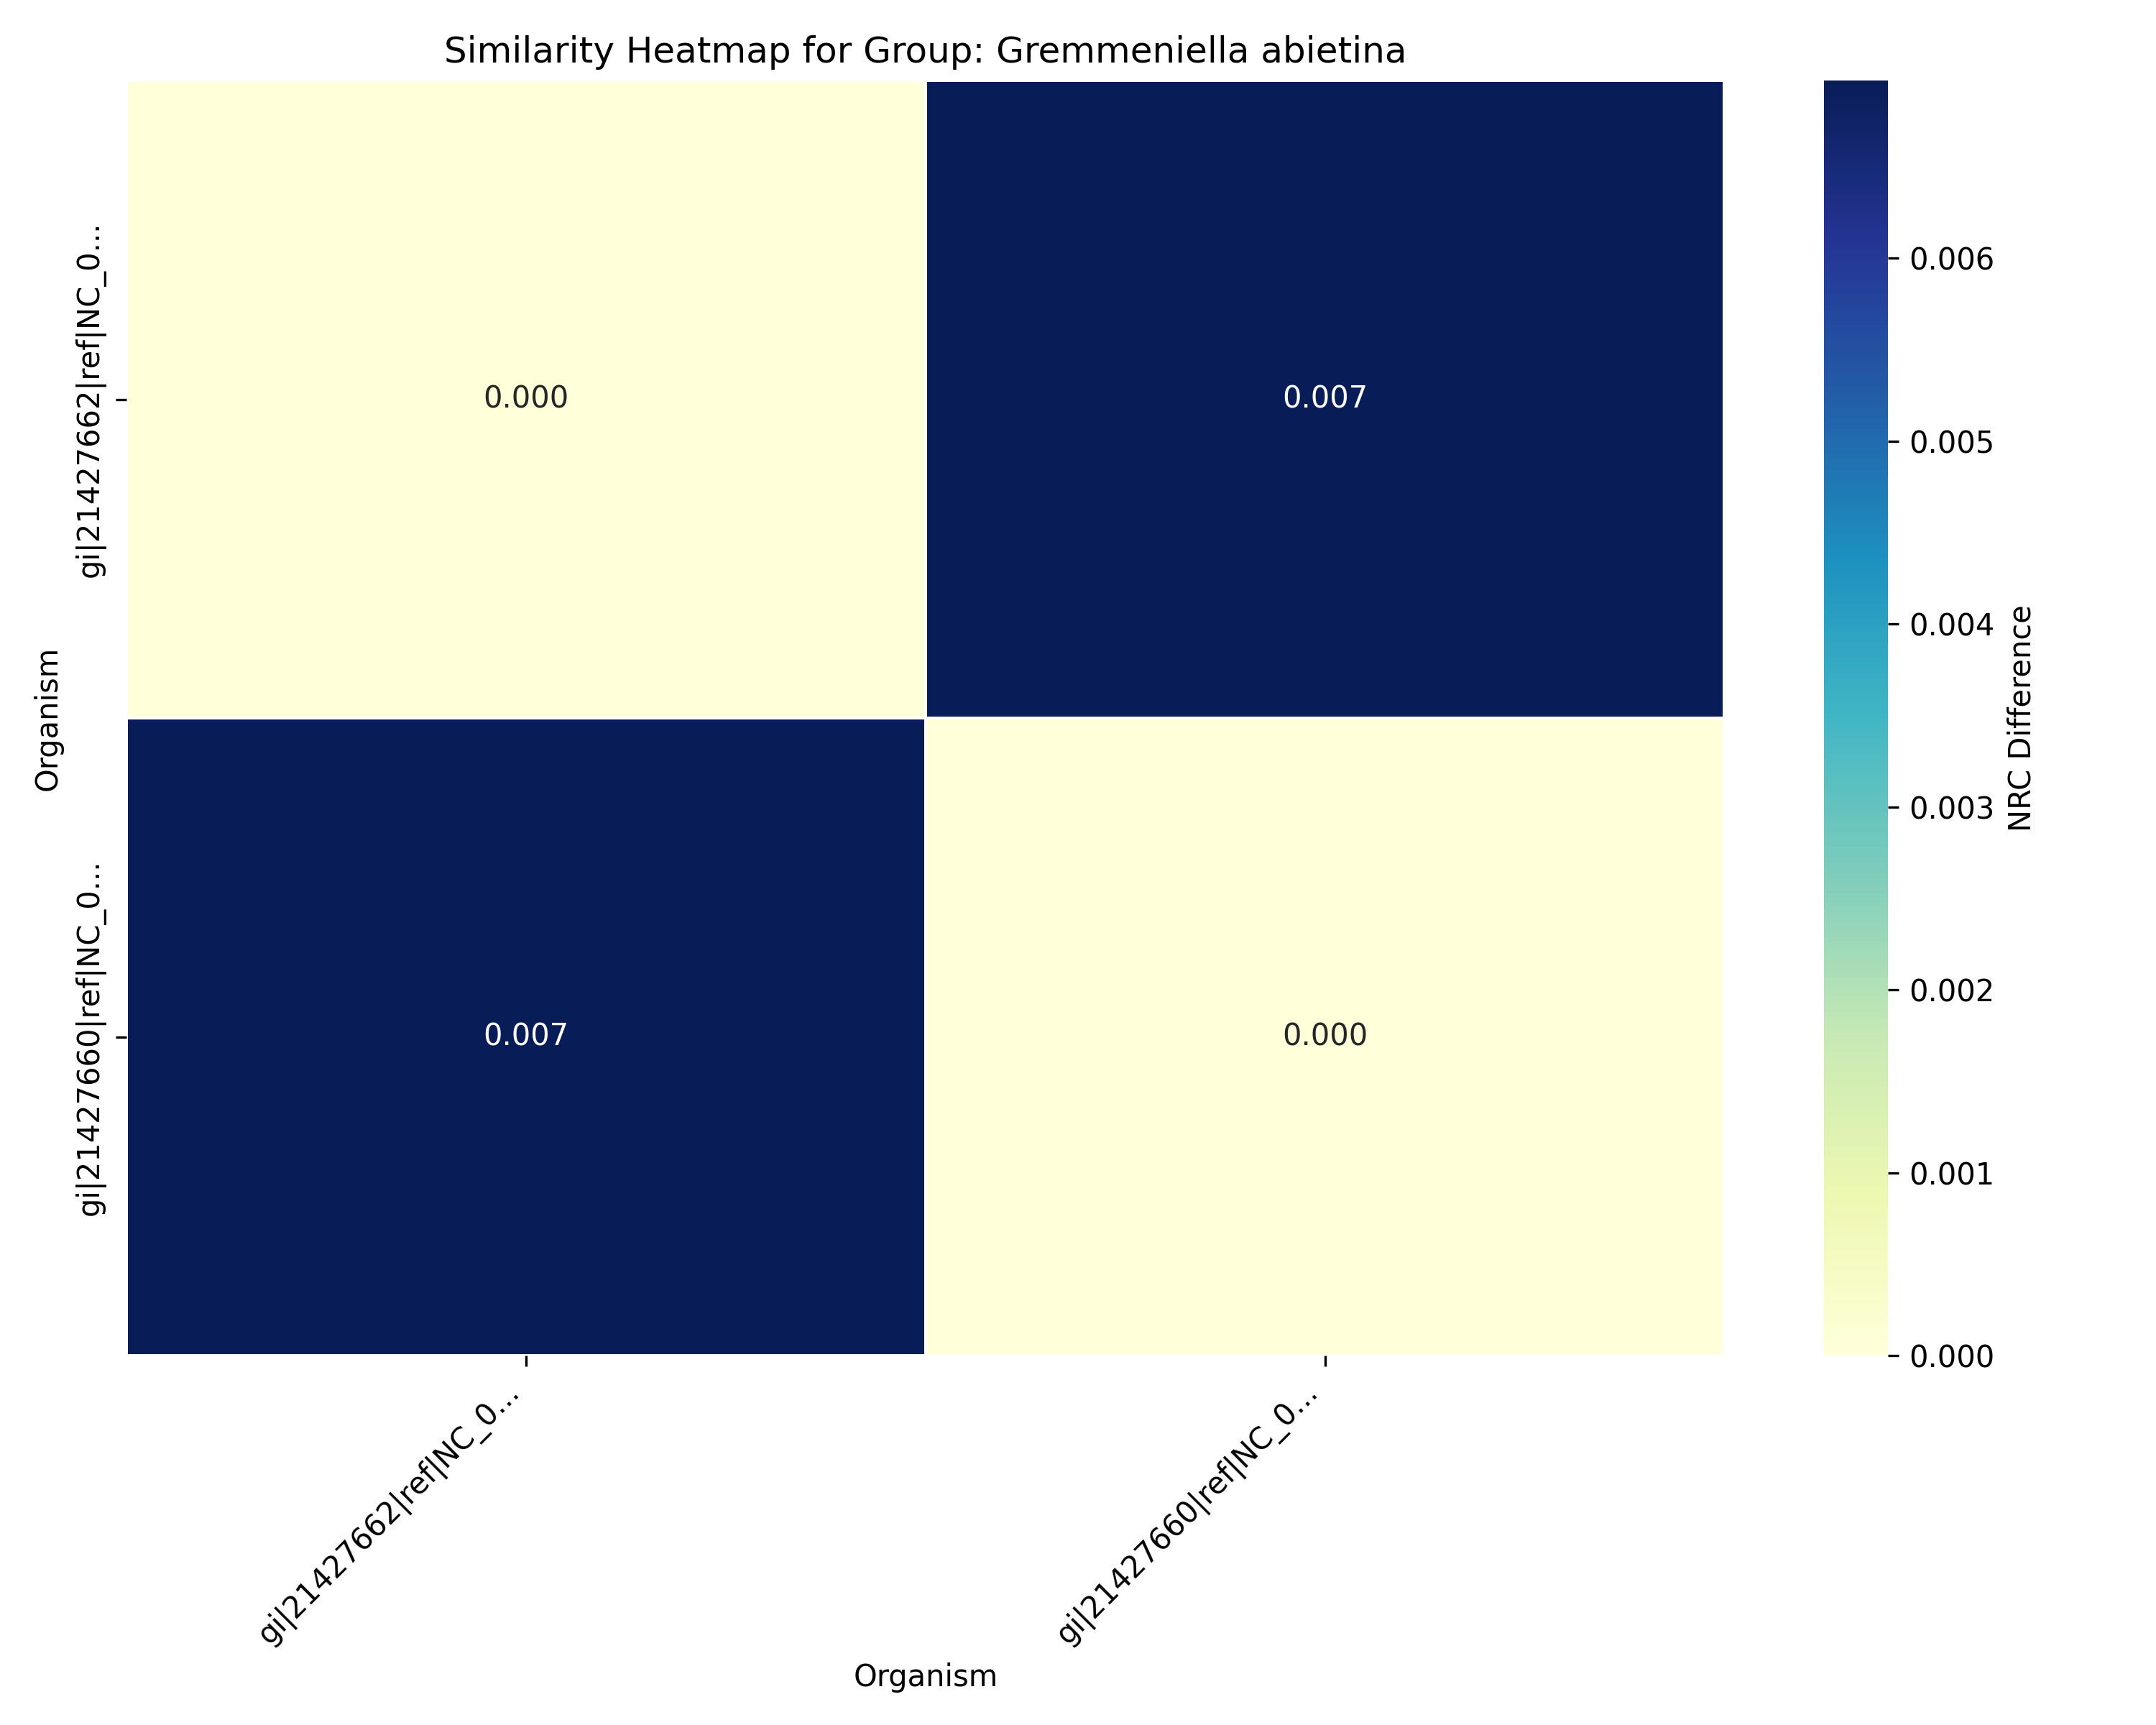 Similarity Heatmap for Group: Gremmeniella abietina
Organism
gi|21427662|ref|NC_0...
gi|21427660|ref|NC_0...
0.000
0.007
0.007
0.000
gi|21427662|ref|NC_0...
gi|21427660|ref|NC_0...
Organism
0.006
0.005
0.004
0.003
0.002
0.001
0.000
NRC Difference